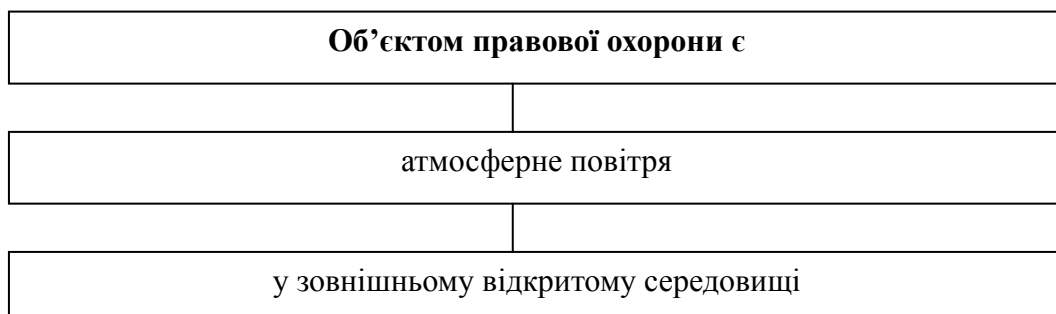 Об’єктом правової охорони є
атмосферне повітря
у зовнішньому відкритому середовищі